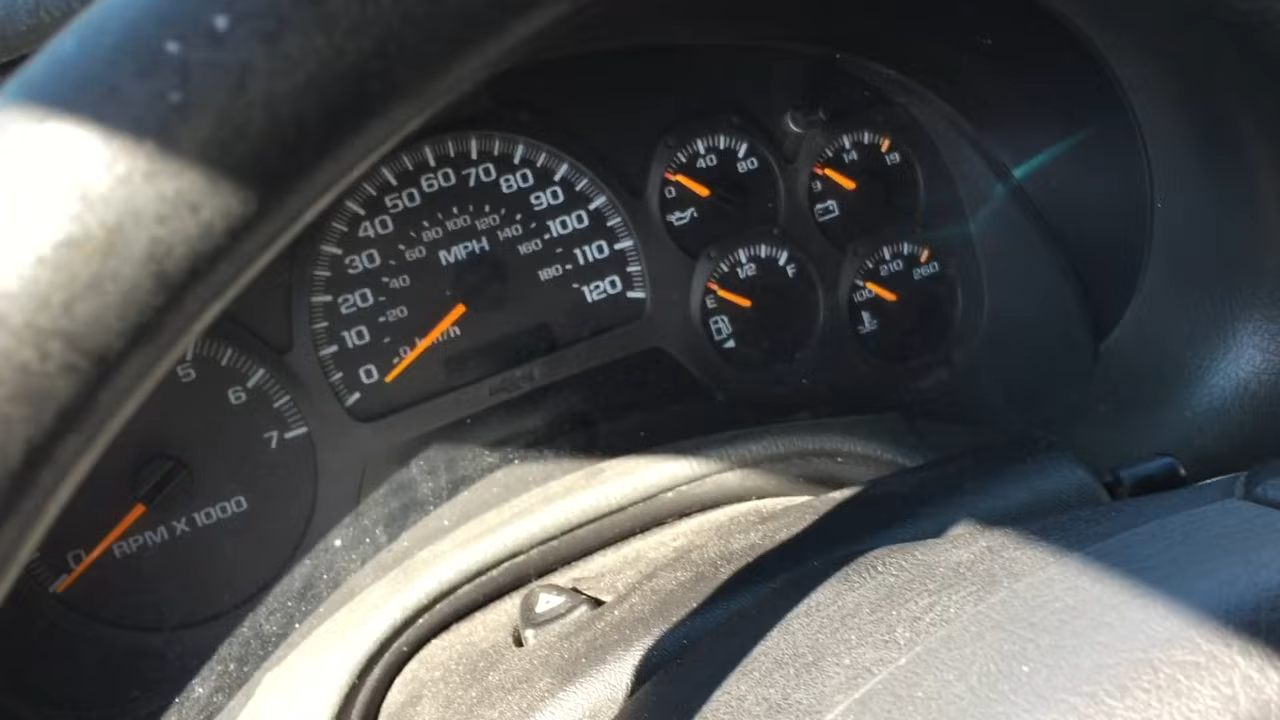 0 10 20 30 40 50 60 70 80 90 100 110 120
20 40 60 80 100 120 140 160 180
MPH
0 km/h
5 6 7
0
RPM X 1000
0 40 80
9 14 19
E 1/2 F
100 210 260